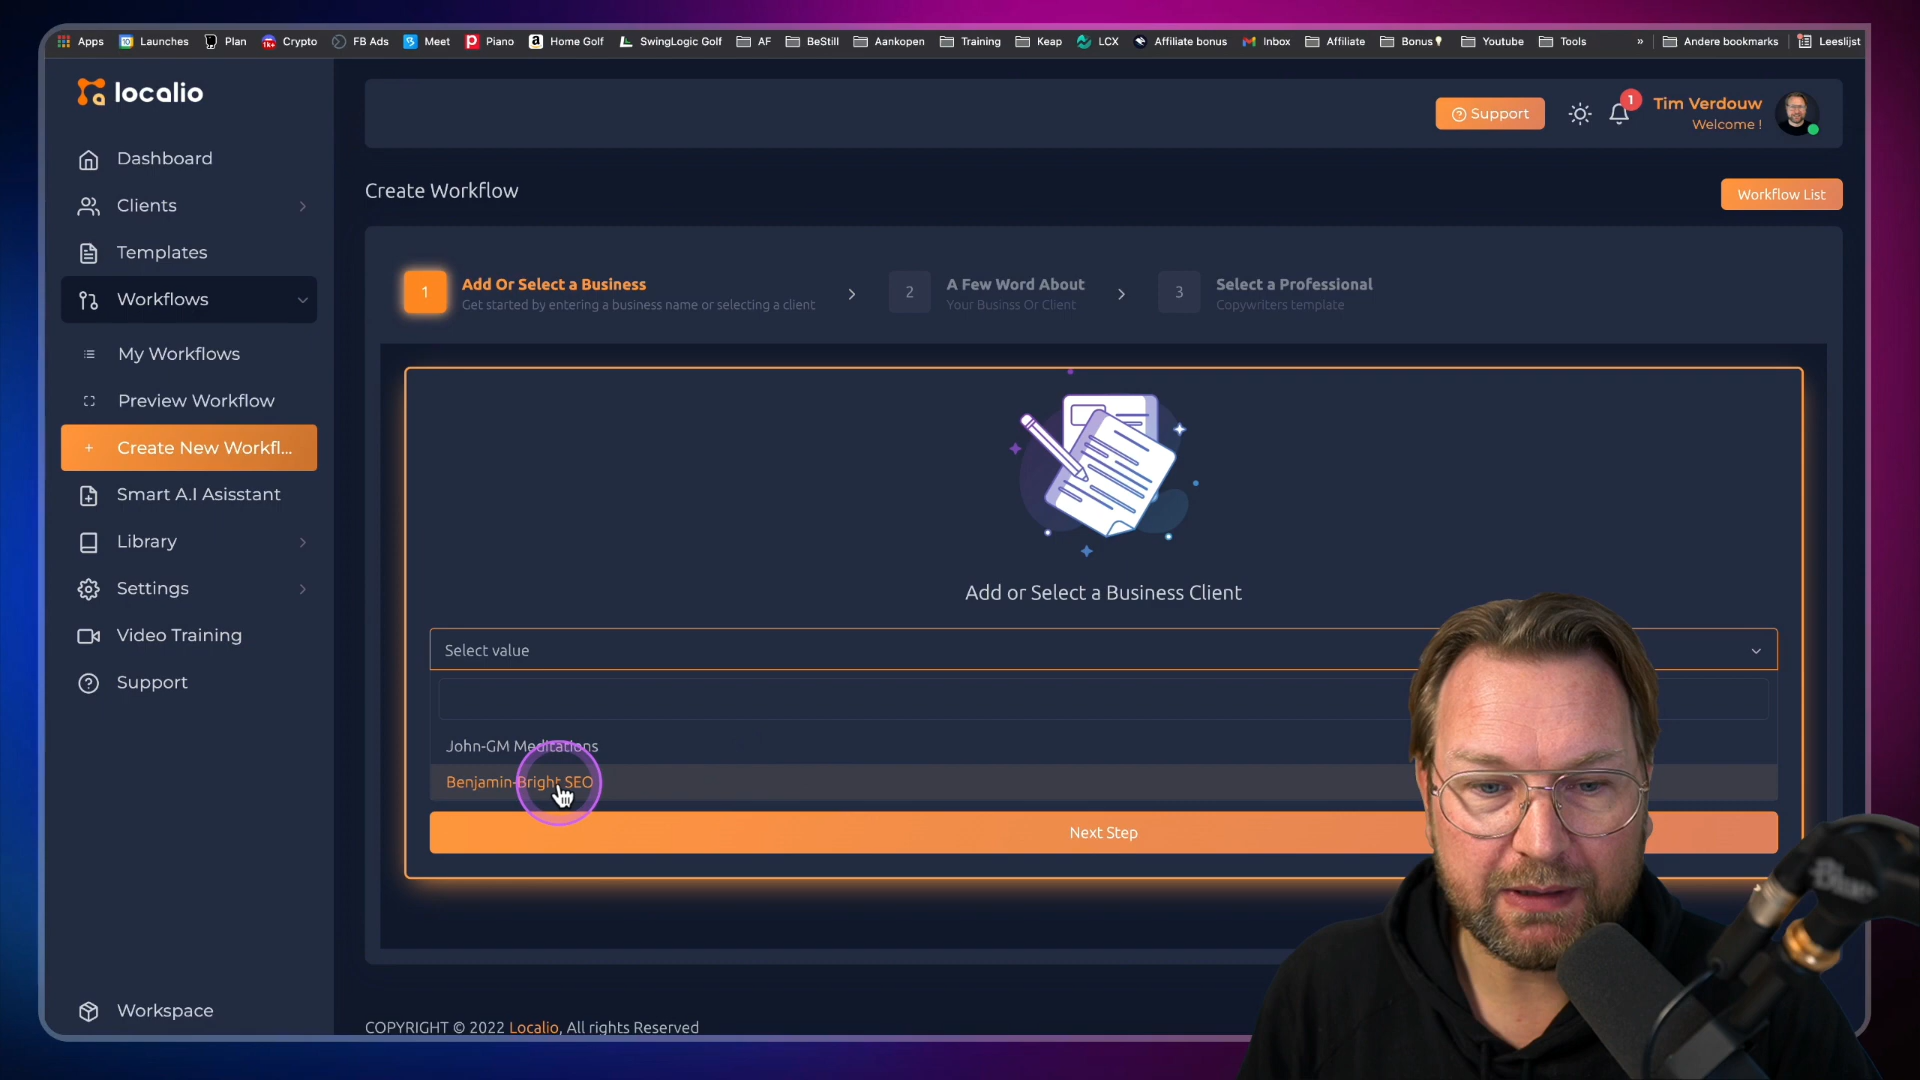 Apps Launches Plan Crypto FB Ads Meet Piano Home Golf SwingLogic Golf AF BeStill Aankopen Training Keap LCX Affiliate bonus Inbox Affiliate Bonus Youtube Tools » Andere bookmarks Leeslijst
localio
Support
1
Tim Verdouw
Welcome !
Dashboard
Clients
Templates
Workflows
My Workflows
Preview Workflow
+ Create New Workfl...
Smart A.I Asisstant
Library
Settings
Video Training
Support
Workspace
Create Workflow
Workflow List
1
Add Or Select a Business
Get started by entering a business name or selecting a client
2
A Few Word About
Your Businss Or Client
3
Select a Professional
Copywriters template
Add or Select a Business Client
Select value
John-GM Meditations
Benjamin-Bright SEO
Next Step
COPYRIGHT © 2022 Localio, All rights Reserved